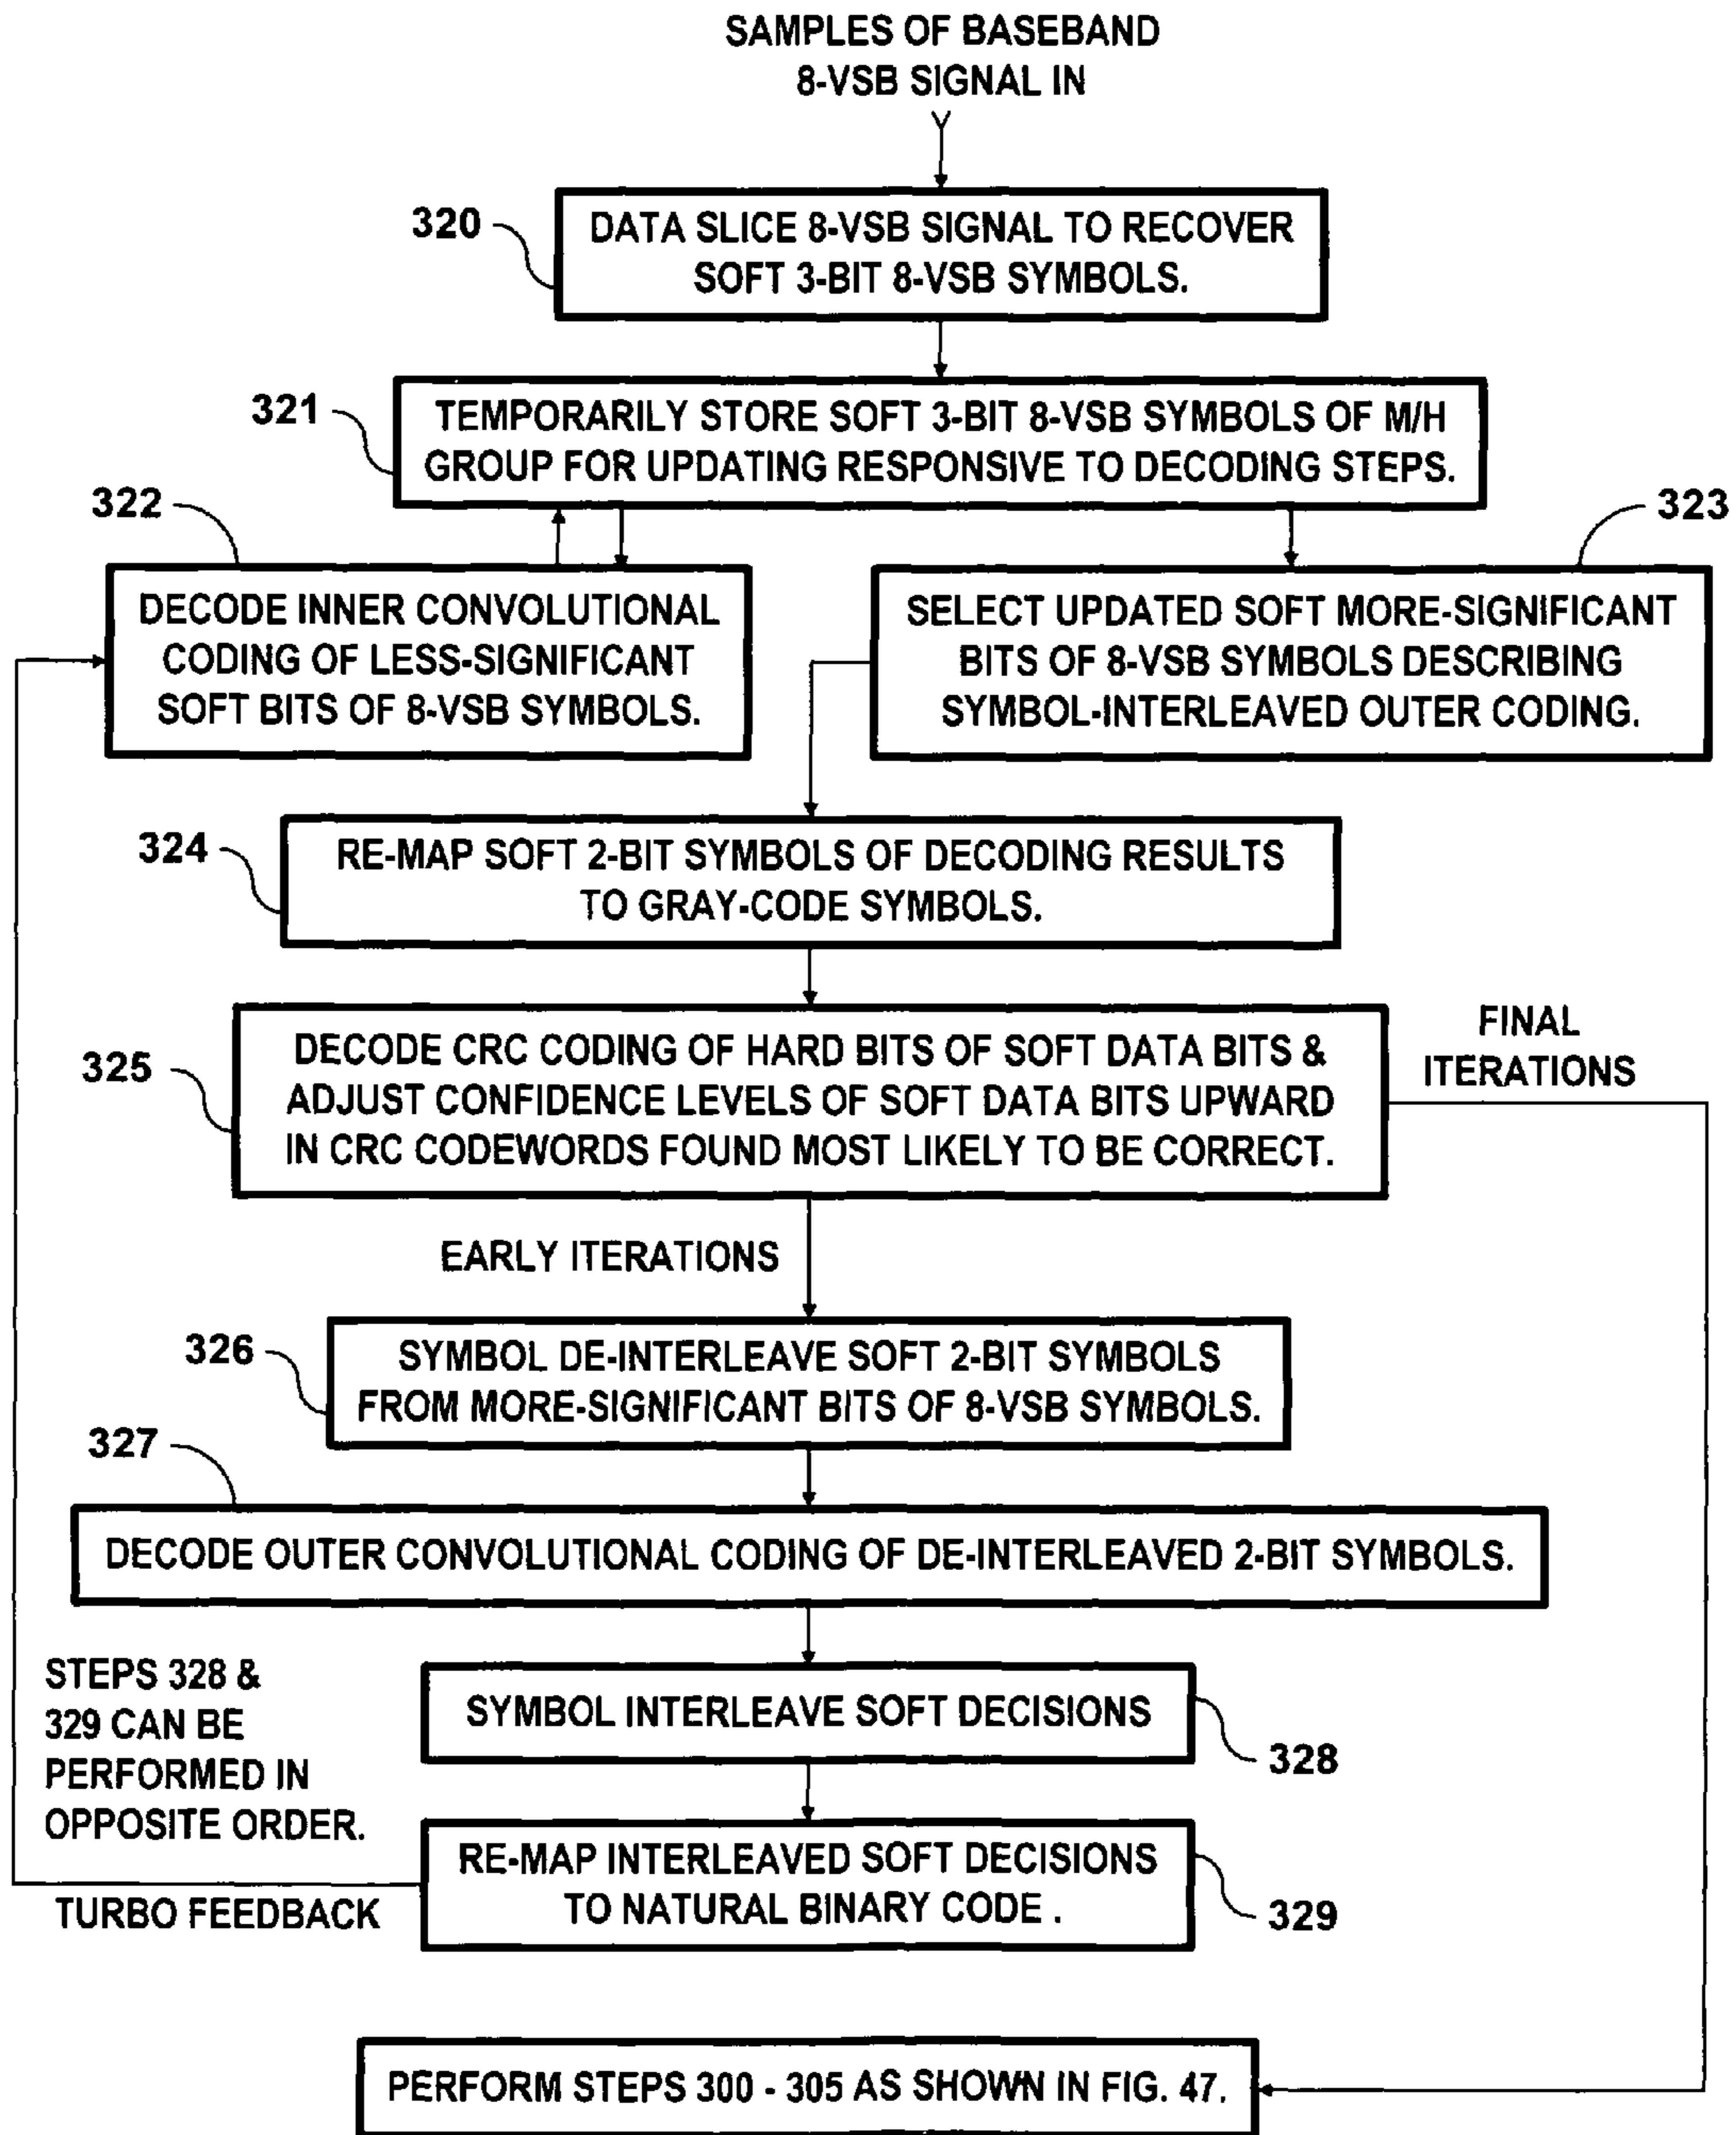 SAMPLES OF BASEBAND
8-VSB SIGNAL IN
320
DATA SLICE 8-VSB SIGNAL TO RECOVER
SOFT 3-BIT 8-VSB SYMBOLS.
321
TEMPORARILY STORE SOFT 3-BIT 8-VSB SYMBOLS OF M/H
GROUP FOR UPDATING RESPONSIVE TO DECODING STEPS.
322
DECODE INNER CONVOLUTIONAL
CODING OF LESS-SIGNIFICANT
SOFT BITS OF 8-VSB SYMBOLS.
323
SELECT UPDATED SOFT MORE-SIGNIFICANT
BITS OF 8-VSB SYMBOLS DESCRIBING
SYMBOL-INTERLEAVED OUTER CODING.
324
RE-MAP SOFT 2-BIT SYMBOLS OF DECODING RESULTS
TO GRAY-CODE SYMBOLS.
325
DECODE CRC CODING OF HARD BITS OF SOFT DATA BITS &
ADJUST CONFIDENCE LEVELS OF SOFT DATA BITS UPWARD
IN CRC CODEWORDS FOUND MOST LIKELY TO BE CORRECT.
FINAL
ITERATIONS
EARLY ITERATIONS
326
SYMBOL DE-INTERLEAVE SOFT 2-BIT SYMBOLS
FROM MORE-SIGNIFICANT BITS OF 8-VSB SYMBOLS.
327
DECODE OUTER CONVOLUTIONAL CODING OF DE-INTERLEAVED 2-BIT SYMBOLS.
STEPS 328 &
329 CAN BE
PERFORMED IN
OPPOSITE ORDER.
SYMBOL INTERLEAVE SOFT DECISIONS
328
RE-MAP INTERLEAVED SOFT DECISIONS
TO NATURAL BINARY CODE .
329
TURBO FEEDBACK
PERFORM STEPS 300 - 305 AS SHOWN IN FIG. 47.